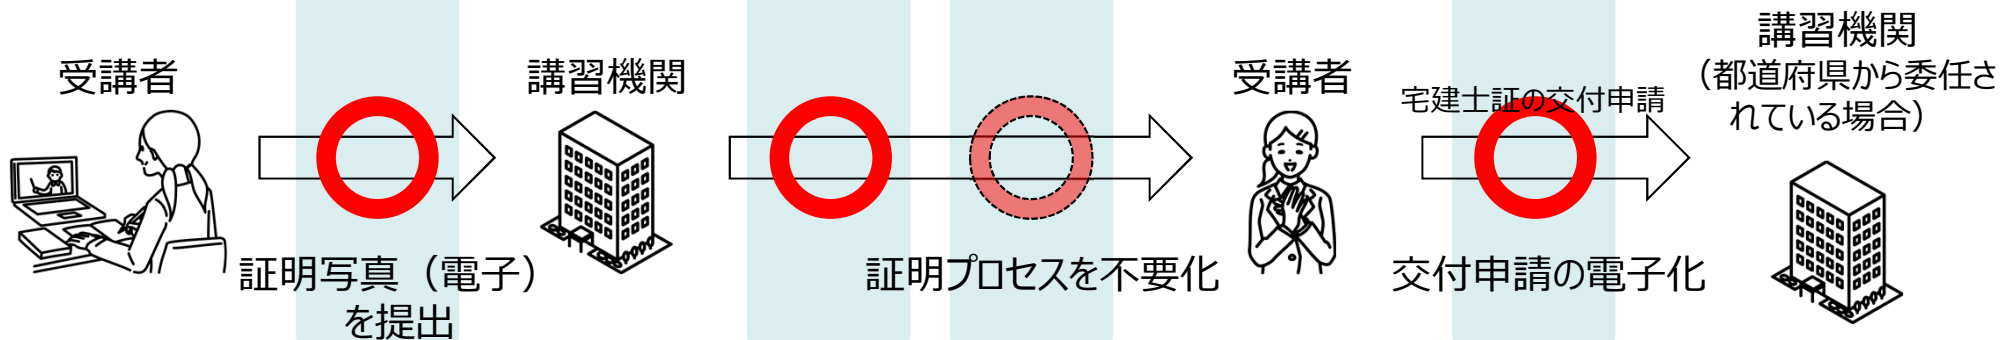 受講者
証明写真（電子）
を提出
講習機関
証明プロセスを不要化
受講者
宅建士証の交付申請
交付申請の電子化
講習機関
（都道府県から委任さ
れている場合）